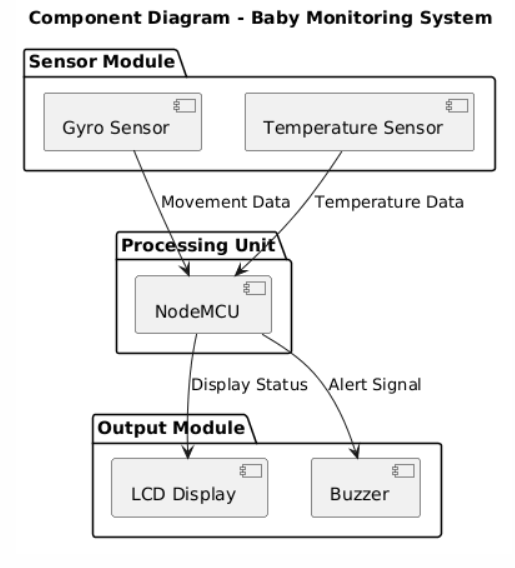 Component Diagram - Baby Monitoring System
Sensor Module
Gyro Sensor
Temperature Sensor
Movement Data
Temperature Data
Processing Unit
NodeMCU
Display Status
Alert Signal
Output Module
LCD Display
Buzzer